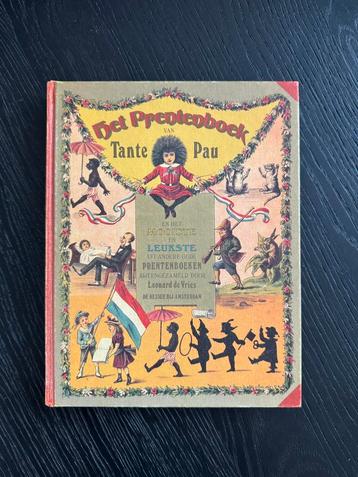 Het Prentenboek
VAN
Tante Pau
EN HET
MOOISTE
EN
LEUKSTE
UIT ANDERE OUDE
PRENTENBOEKEN
BIJEENGEZAMELD DOOR
Leonard de Vries
DE BEZIGE BIJ AMSTERDAM